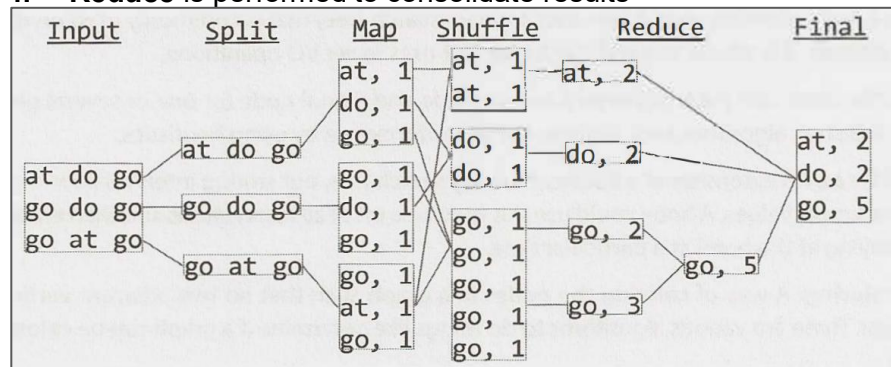 Reduce is performed to consolidate results
Input
Split
Map
Shuffle
Reduce
Final
at do go
go do go
go at go
at do go
go do go
go at go
at, 1
do, 1
go, 1
go, 1
do, 1
go, 1
go, 1
at, 1
go, 1
at, 1
at, 1
do, 1
do, 1
go, 1
go, 1
go, 1
go, 1
go, 1
at, 2
do, 2
go, 2
go, 3
go, 5
at, 2
do, 2
go, 5